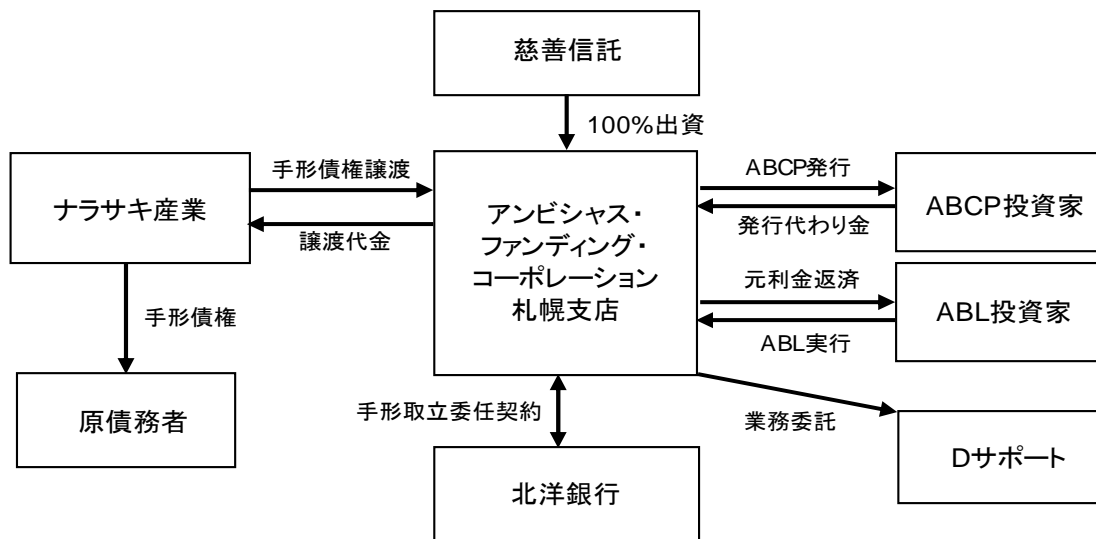 慈善信託
100%出資
手形債権譲渡
ABCP発行
ナラサキ産業
アンビシャス・
ファンディング・
コーポレーション
札幌支店
ABCP投資家
譲渡代金
発行代わり金
元利金返済
手形債権
ABL投資家
ABL実行
原債務者
手形取立委任契約
業務委託
Dサポート
北洋銀行